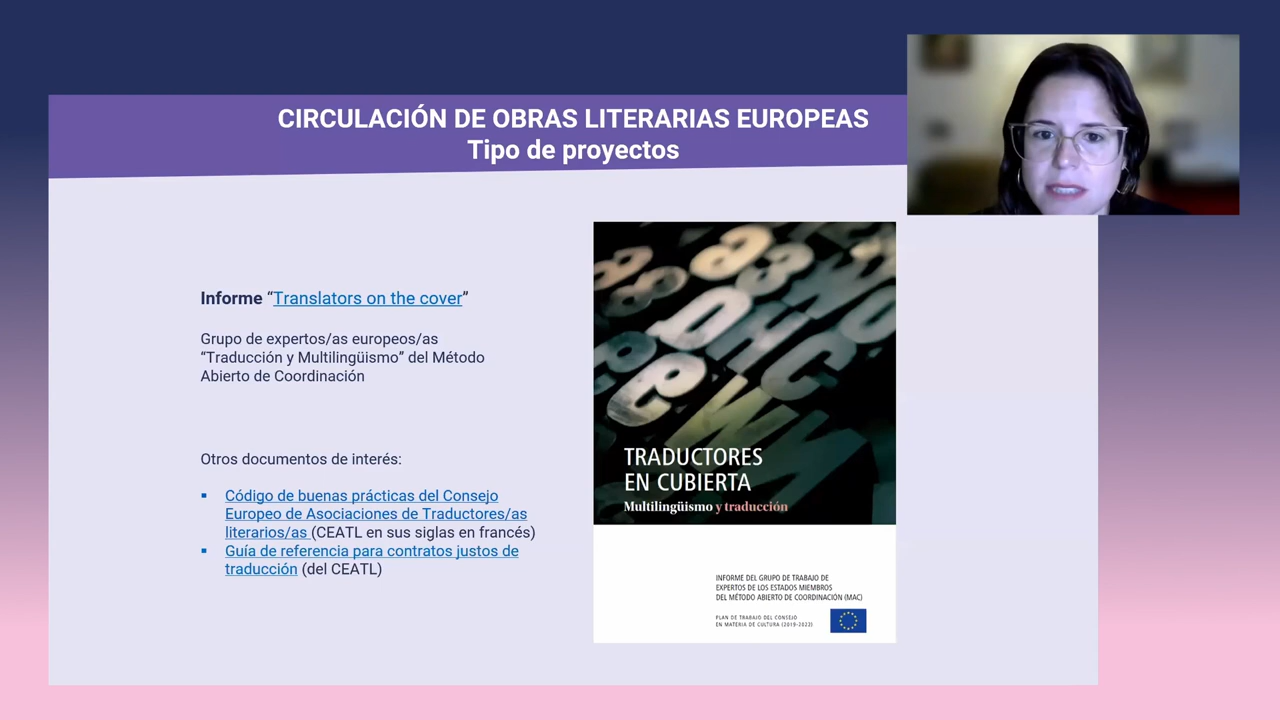 CIRCULACIÓN DE OBRAS LITERARIAS EUROPEAS
Tipo de proyectos
Informe “Translators on the cover”
Grupo de expertos/as europeos/as
“Traducción y Multilingüismo” del Método
Abierto de Coordinación
Otros documentos de interés:
▪ Código de buenas prácticas del Consejo
Europeo de Asociaciones de Traductores/as
literarios/as (CEATL en sus siglas en francés)
▪ Guía de referencia para contratos justos de
traducción (del CEATL)
TRADUCTORES
EN CUBIERTA
Multilingüismo y traducción
INFORME DEL GRUPO DE TRABAJO DE
EXPERTOS DE LOS ESTADOS MIEMBROS
DEL MÉTODO ABIERTO DE COORDINACIÓN (MAC)
PLAN DE TRABAJO DEL CONSEJO
EN MATERIA DE CULTURA (2019-2022)